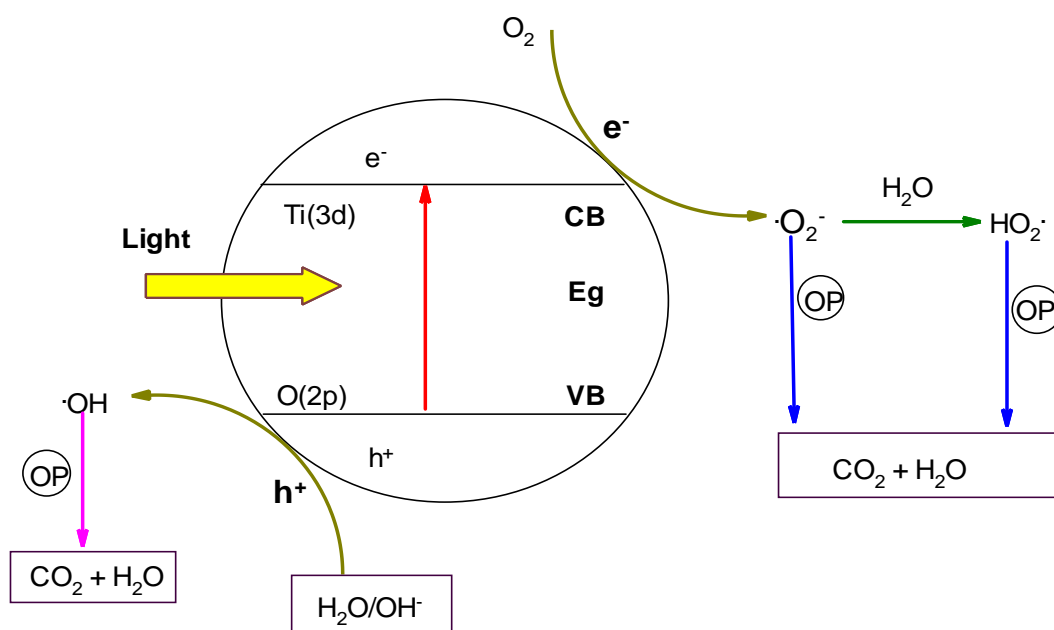 O₂
e⁻
e⁻
Ti(3d)
CB
H₂O
·O₂⁻
HO₂·
Light
Eg
OP
OP
O(2p)
VB
·OH
h⁺
h⁺
OP
CO₂ + H₂O
CO₂ + H₂O
H₂O/OH⁻